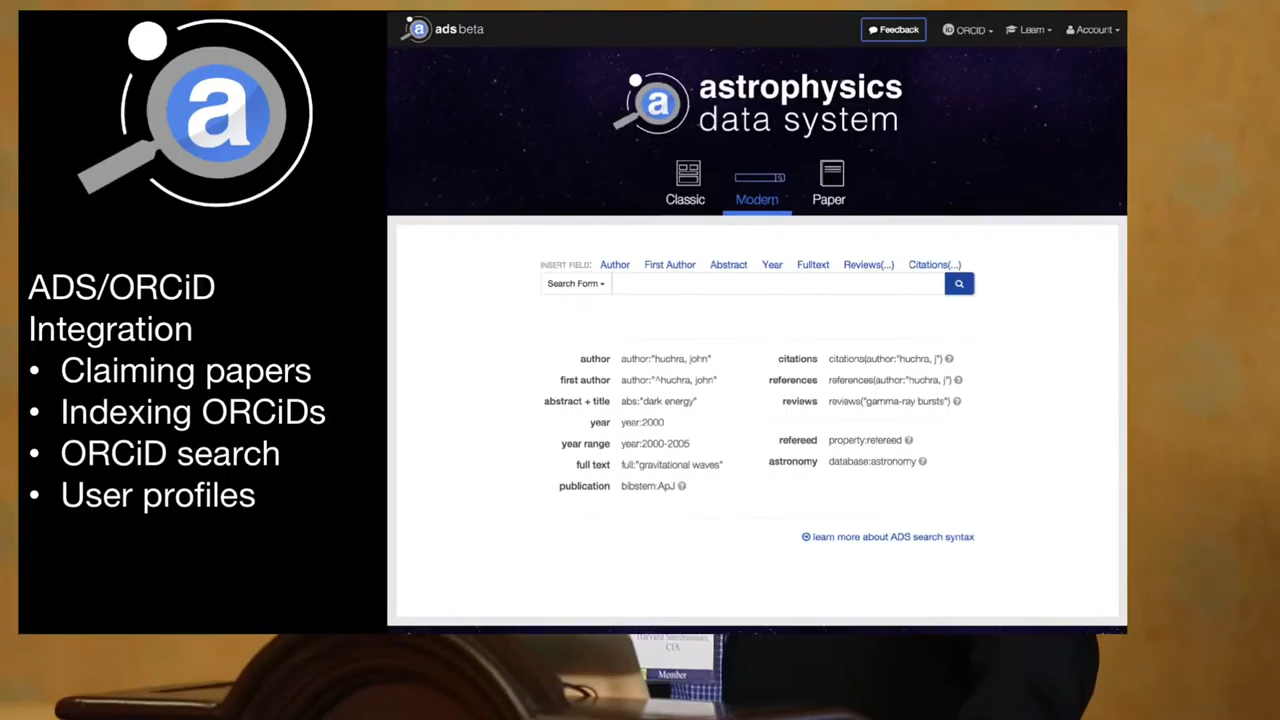 a
ADS/ORCiD
Integration
• Claiming papers
• Indexing ORCiDs
• ORCiD search
• User profiles
a ads beta
Feedback
iD ORCID
Learn
Account
a
astrophysics
data system
Classic
Modern
Paper
INSERT FIELD: Author First Author Abstract Year Fulltext Reviews(...) Citations(...)
Search Form
author author:"huchra, john"
first author author:"^huchra, john"
abstract + title abs:"dark energy"
year year:2000
year range year:2000-2005
full text full:"gravitational waves"
publication bibstem:ApJ ?
citations citations(author:"huchra, j") ?
references references(author:"huchra, j") ?
reviews reviews("gamma-ray bursts") ?
refereed property:refereed ?
astronomy database:astronomy ?
learn more about ADS search syntax
Harvard Smithsonian,
CfA
Member